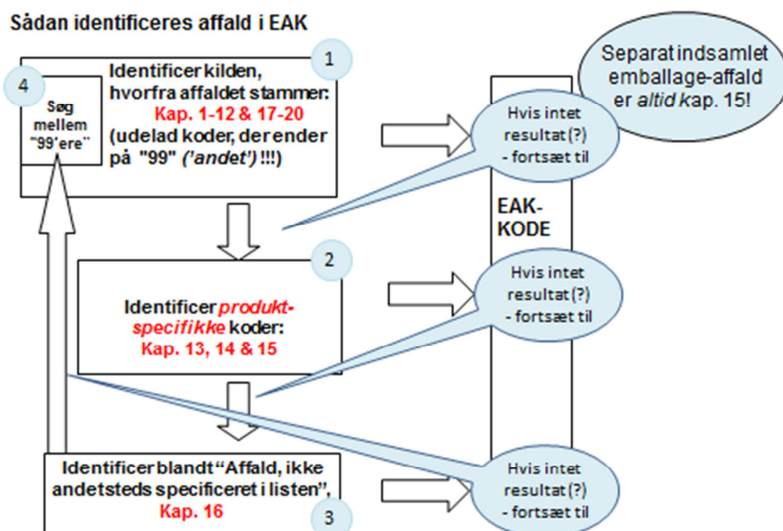 Sådan identificeres affald i EAK
1
Identificer kilden,
hvorfra affaldet stammer:
Kap. 1-12 & 17-20
(udelad koder, der ender
på "99" ('andet') !!!)
4
Søg
mellem
"99'ere"
Hvis intet
resultat(?)
- fortsæt til
Separat indsamlet
emballage-affald
er altid kap. 15!
EAK-
KODE
2
Identificer produkt-
specifikke koder:
Kap. 13, 14 & 15
Hvis intet
resultat(?)
- fortsæt til
Identificer blandt "Affald, ikke
andetsteds specificeret i listen",
Kap. 16
3
Hvis intet
resultat(?)
- fortsæt til